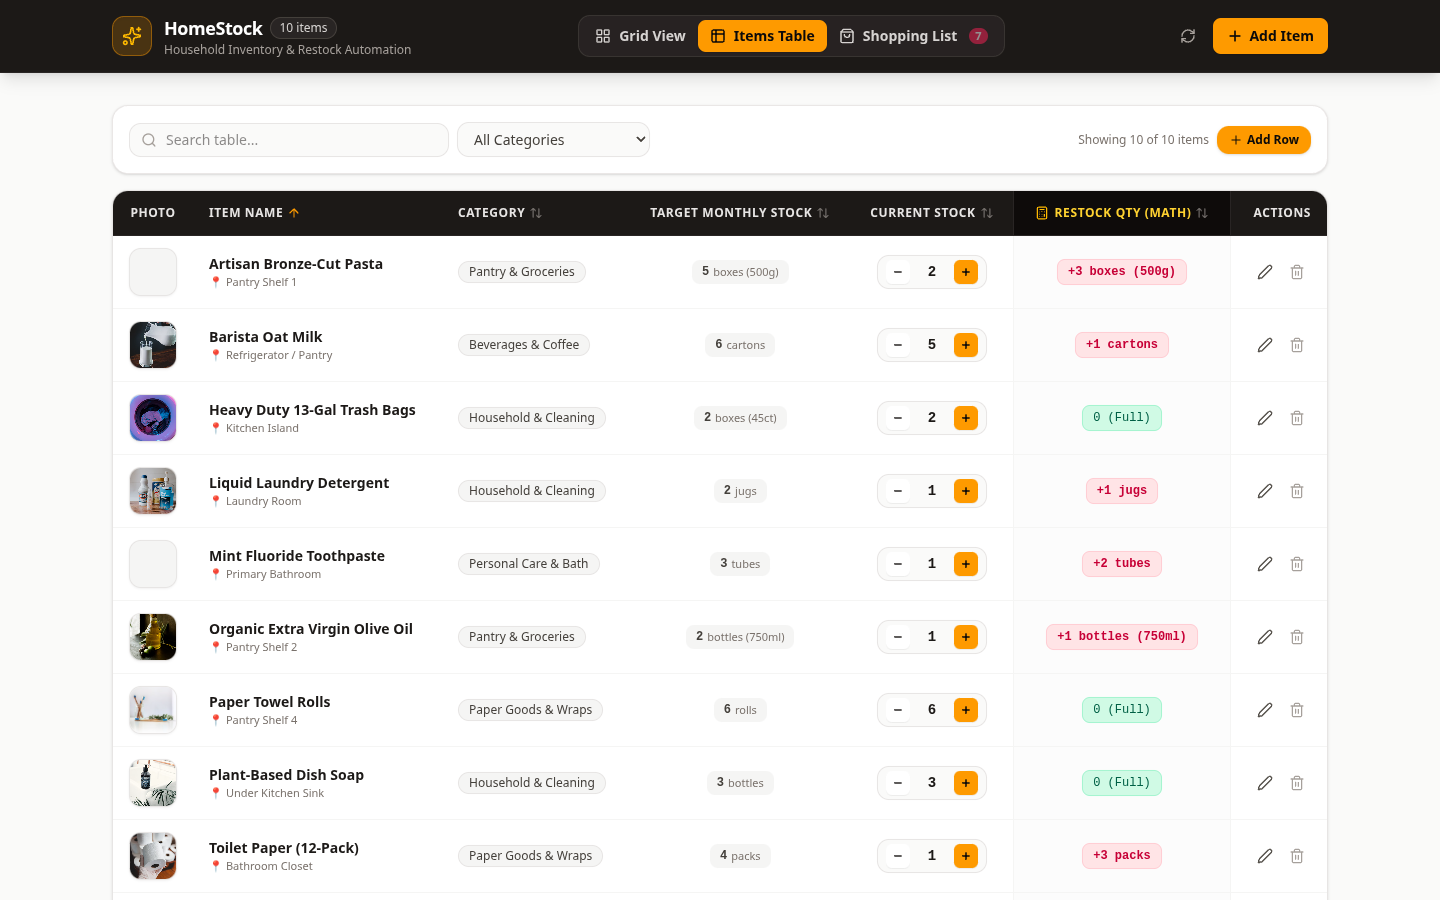 HomeStock 10 items
Household Inventory & Restock Automation
Grid View
Items Table
Shopping List 7
Add Item
Search table...
All Categories
Showing 10 of 10 items
Add Row
PHOTO ITEM NAME CATEGORY TARGET MONTHLY STOCK CURRENT STOCK RESTOCK QTY (MATH) ACTIONS
Artisan Bronze-Cut Pasta
Pantry Shelf 1
Pantry & Groceries
5 boxes (500g)
2
+3 boxes (500g)
Barista Oat Milk
Refrigerator / Pantry
Beverages & Coffee
6 cartons
5
+1 cartons
Heavy Duty 13-Gal Trash Bags
Kitchen Island
Household & Cleaning
2 boxes (45ct)
2
0 (Full)
Liquid Laundry Detergent
Laundry Room
Household & Cleaning
2 jugs
1
+1 jugs
Mint Fluoride Toothpaste
Primary Bathroom
Personal Care & Bath
3 tubes
1
+2 tubes
Organic Extra Virgin Olive Oil
Pantry Shelf 2
Pantry & Groceries
2 bottles (750ml)
1
+1 bottles (750ml)
Paper Towel Rolls
Pantry Shelf 4
Paper Goods & Wraps
6 rolls
6
0 (Full)
Plant-Based Dish Soap
Under Kitchen Sink
Household & Cleaning
3 bottles
3
0 (Full)
Toilet Paper (12-Pack)
Bathroom Closet
Paper Goods & Wraps
4 packs
1
+3 packs